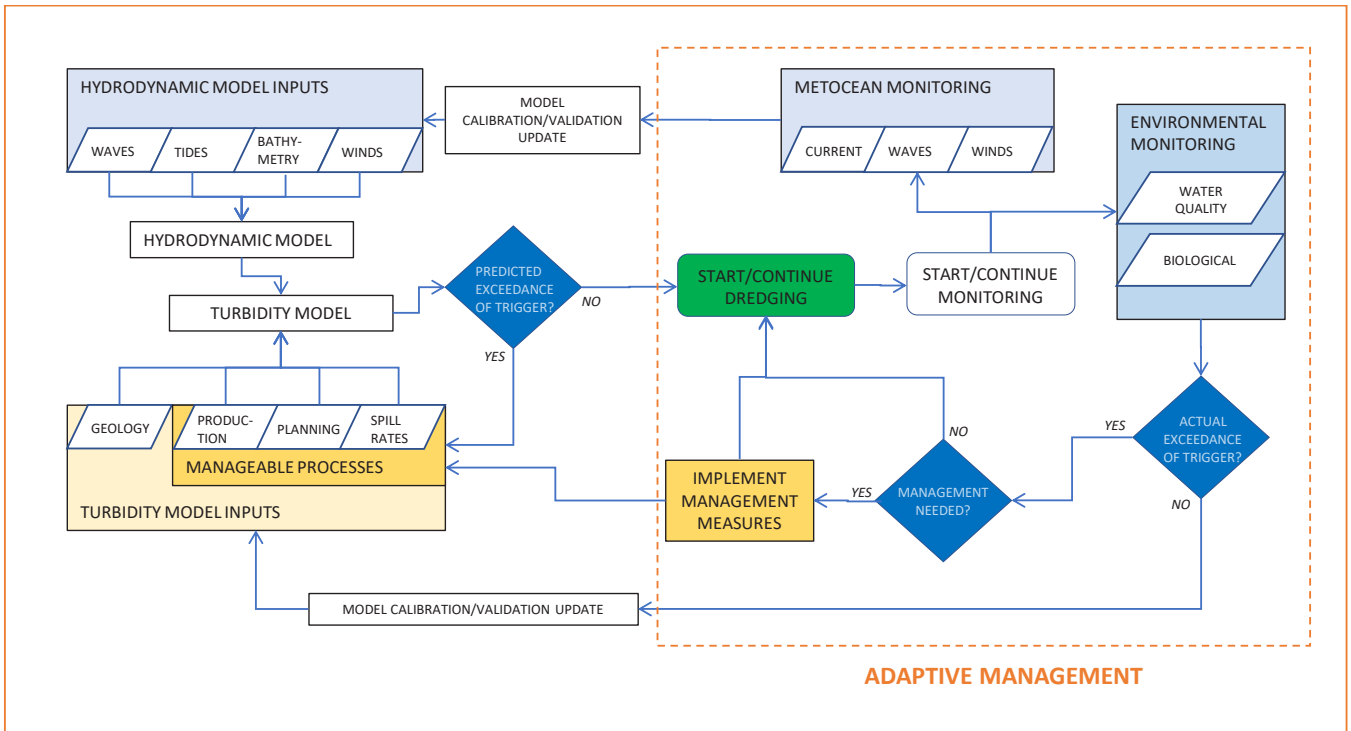 HYDRODYNAMIC MODEL INPUTS
WAVES
TIDES
BATHY-
METRY
WINDS
MODEL
CALIBRATION/VALIDATION
UPDATE
METOCEAN MONITORING
CURRENT
WAVES
WINDS
ENVIRONMENTAL
MONITORING
WATER
QUALITY
BIOLOGICAL
HYDRODYNAMIC MODEL
TURBIDITY MODEL
PREDICTED
EXCEEDANCE
OF TRIGGER?
NO
YES
START/CONTINUE
DREDGING
START/CONTINUE
MONITORING
GEOLOGY
PRODUC-
TION
PLANNING
SPILL
RATES
MANAGEABLE PROCESSES
TURBIDITY MODEL INPUTS
IMPLEMENT
MANAGEMENT
MEASURES
YES
NO
MANAGEMENT
NEEDED?
YES
ACTUAL
EXCEEDANCE
OF TRIGGER?
NO
MODEL CALIBRATION/VALIDATION UPDATE
ADAPTIVE MANAGEMENT